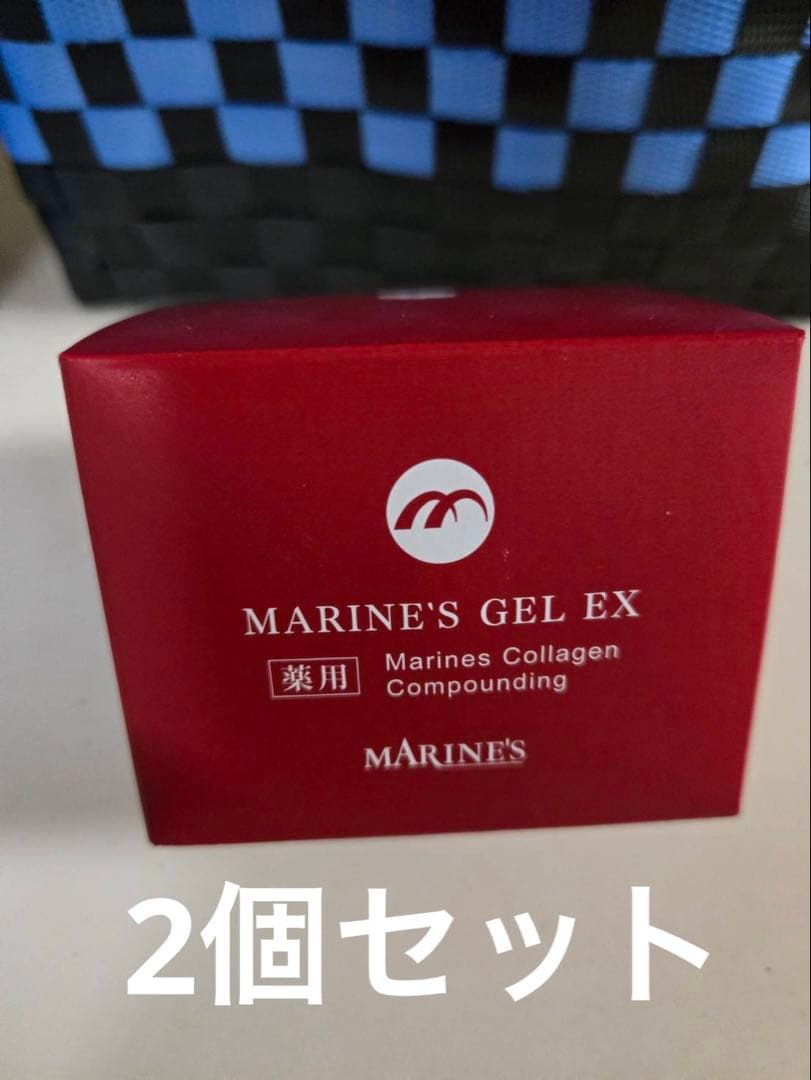 MARINE'S GEL EX
薬用
Marines Collagen
Compounding
MARINE'S
2個セット